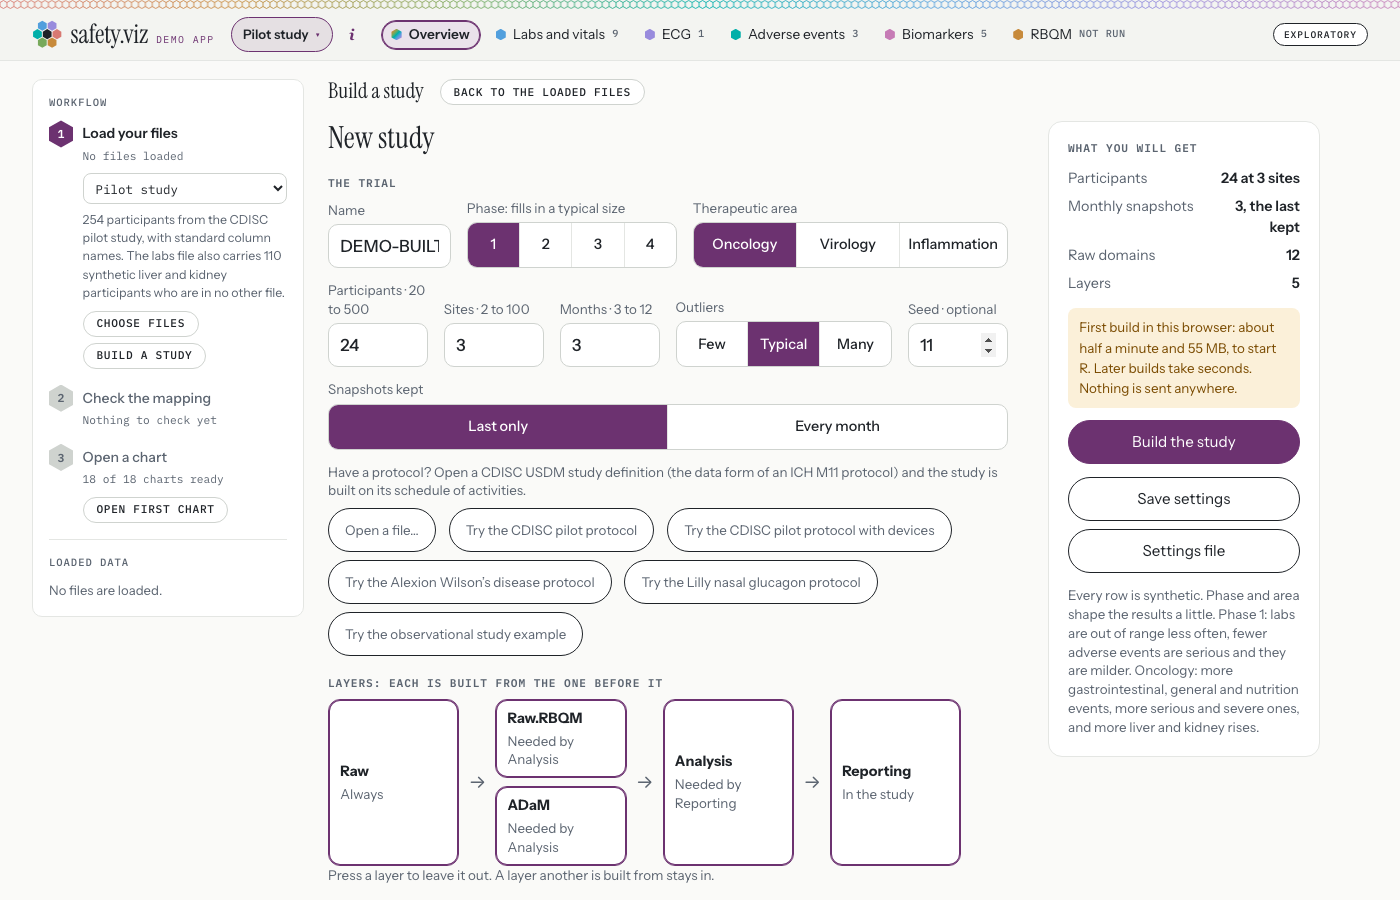 safety.viz DEMO APP
Pilot study
i
Overview
Labs and vitals 9
ECG 1
Adverse events 3
Biomarkers 5
RBQM NOT RUN
EXPLORATORY
WORKFLOW
1 Load your files
No files loaded
Pilot study
254 participants from the CDISC
pilot study, with standard column
names. The labs file also carries 110
synthetic liver and kidney
participants who are in no other file.
CHOOSE FILES
BUILD A STUDY
2 Check the mapping
Nothing to check yet
3 Open a chart
18 of 18 charts ready
OPEN FIRST CHART
LOADED DATA
No files are loaded.
Build a study
BACK TO THE LOADED FILES
New study
THE TRIAL
Name
DEMO-BUILT
Phase: fills in a typical size
1 2 3 4
Therapeutic area
Oncology Virology Inflammation
Participants · 20
to 500
24
Sites · 2 to 100
3
Months · 3 to 12
3
Outliers
Few Typical Many
Seed · optional
11
Snapshots kept
Last only Every month
Have a protocol? Open a CDISC USDM study definition (the data form of an ICH M11 protocol) and the study is
built on its schedule of activities.
Open a file…
Try the CDISC pilot protocol
Try the CDISC pilot protocol with devices
Try the Alexion Wilson's disease protocol
Try the Lilly nasal glucagon protocol
Try the observational study example
LAYERS: EACH IS BUILT FROM THE ONE BEFORE IT
Raw
Always
→
Raw.RBQM
Needed by
Analysis
ADaM
Needed by
Analysis
→
Analysis
Needed by
Reporting
→
Reporting
In the study
Press a layer to leave it out. A layer another is built from stays in.
WHAT YOU WILL GET
Participants 24 at 3 sites
Monthly snapshots 3, the last
kept
Raw domains 12
Layers 5
First build in this browser: about
half a minute and 55 MB, to start
R. Later builds take seconds.
Nothing is sent anywhere.
Build the study
Save settings
Settings file
Every row is synthetic. Phase and area
shape the results a little. Phase 1: labs
are out of range less often, fewer
adverse events are serious and they
are milder. Oncology: more
gastrointestinal, general and nutrition
events, more serious and severe ones,
and more liver and kidney rises.